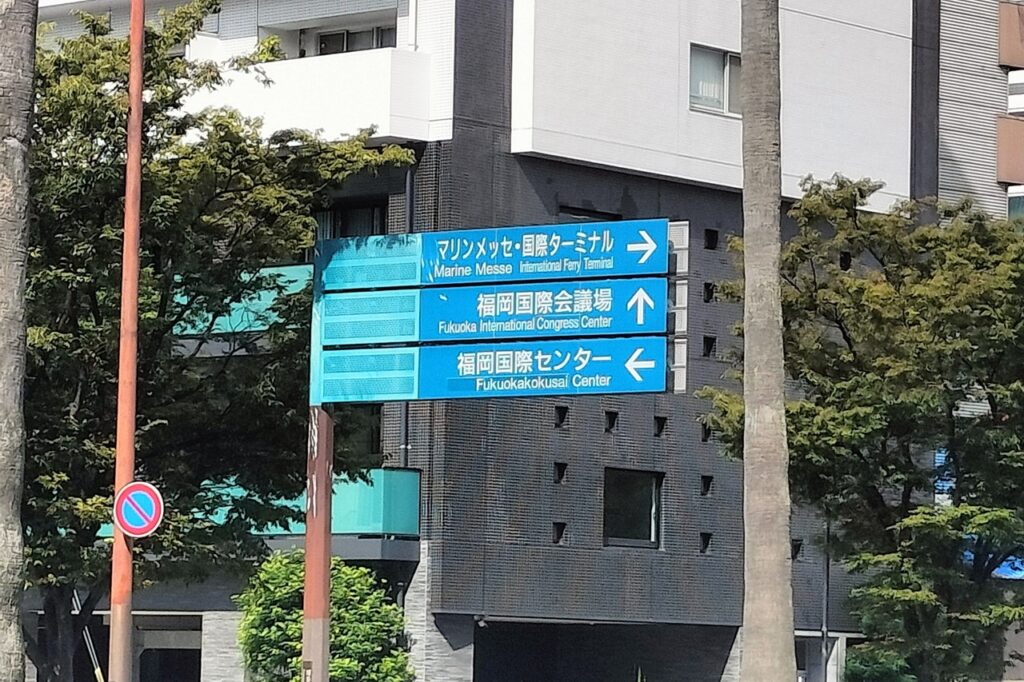 マリンメッセ・国際ターミナル →
Marine Messe International Ferry Terminal
福岡国際会議場 ↑
Fukuoka International Congress Center
福岡国際センター ←
Fukuokakokusai Center